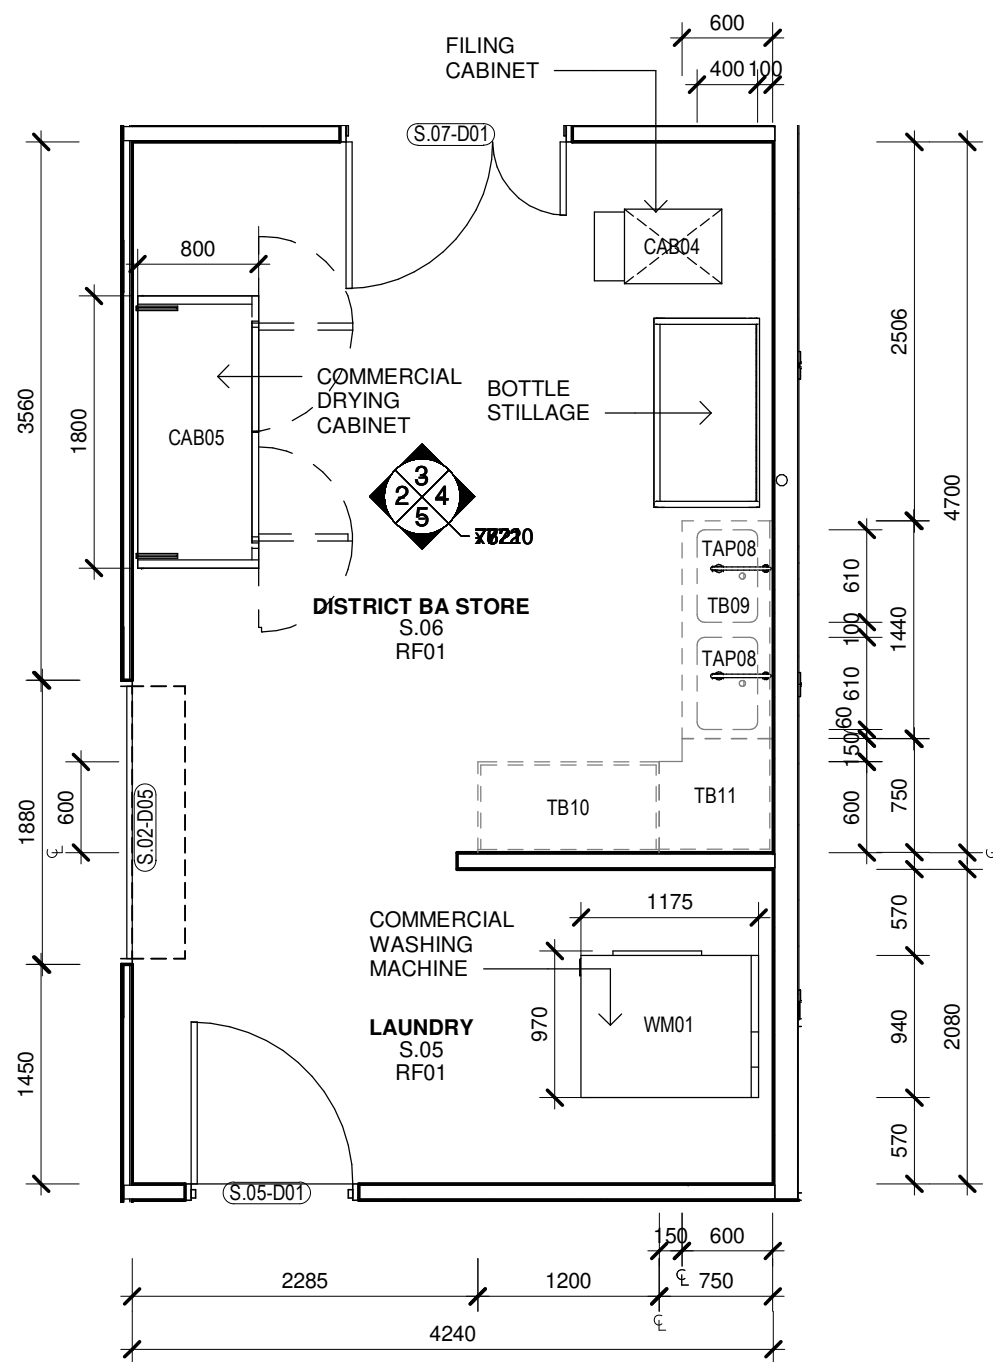 600
FILING
CABINET
400
100
S.07-D01
CAB04
800
COMMERCIAL
DRYING
CABINET
BOTTLE
STILLAGE
CAB05
3560
1800
2506
4700
3
2
4
5
TAP08
TB09
TAP08
610
100
610
60
150
600
1440
750
DISTRICT BA STORE
S.06
RF01
1880
600
S.02-D05
TB10
TB11
℄
℄
COMMERCIAL
WASHING
MACHINE
1175
970
WM01
570
940
2080
570
LAUNDRY
S.05
RF01
1450
S.05-D01
150
600
2285
1200
℄
750
℄
4240